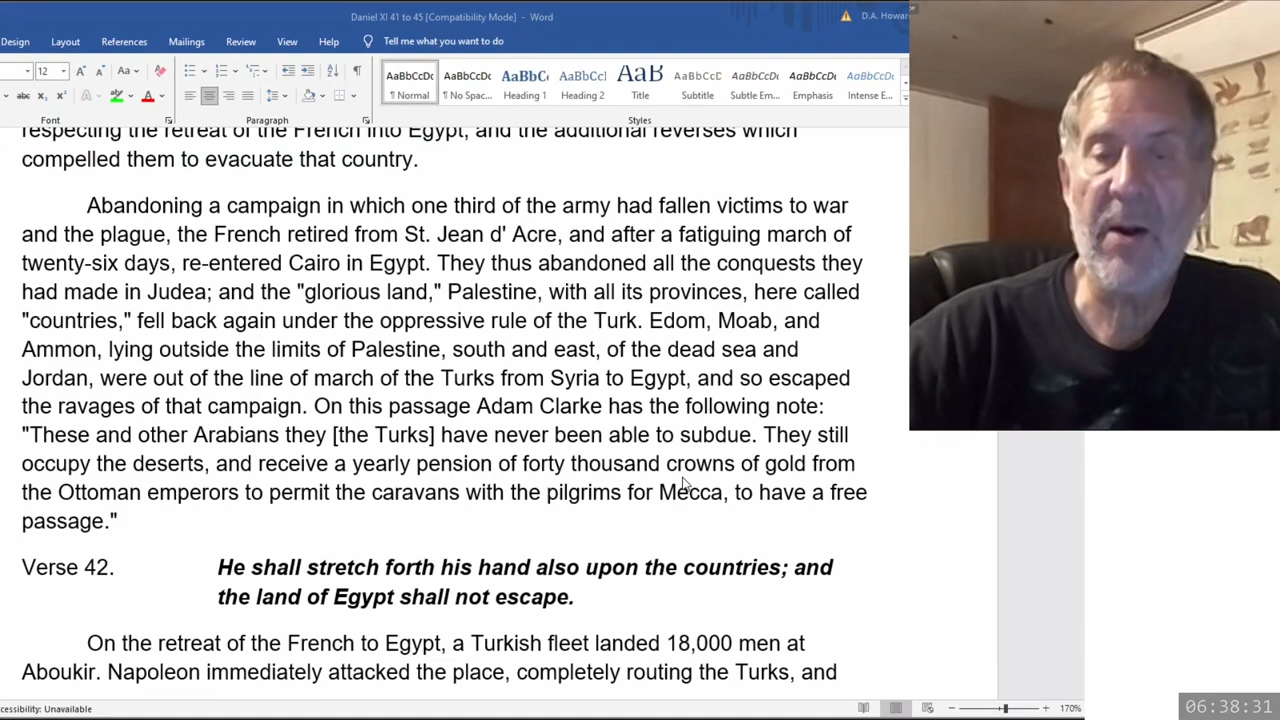 Daniel XI 41 to 45 [Compatibility Mode] - Word
D.A. Howar
Design Layout References Mailings Review View Help Tell me what you want to do
12 A A Aa
abc x₂ x² A A
AaBbCcDc AaBbCcDc AaBbC AaBbCcl AaB AaBbCcD AaBbCcDc AaBbCcDc AaBbCcDc
¶ Normal ¶ No Spac... Heading 1 Heading 2 Title Subtitle Subtle Em... Emphasis Intense E...
Font Paragraph Styles
respecting the retreat of the French into Egypt, and the additional reverses which
compelled them to evacuate that country.
Abandoning a campaign in which one third of the army had fallen victims to war
and the plague, the French retired from St. Jean d' Acre, and after a fatiguing march of
twenty-six days, re-entered Cairo in Egypt. They thus abandoned all the conquests they
had made in Judea; and the "glorious land," Palestine, with all its provinces, here called
"countries," fell back again under the oppressive rule of the Turk. Edom, Moab, and
Ammon, lying outside the limits of Palestine, south and east, of the dead sea and
Jordan, were out of the line of march of the Turks from Syria to Egypt, and so escaped
the ravages of that campaign. On this passage Adam Clarke has the following note:
"These and other Arabians they [the Turks] have never been able to subdue. They still
occupy the deserts, and receive a yearly pension of forty thousand crowns of gold from
the Ottoman emperors to permit the caravans with the pilgrims for Mecca, to have a free
passage."
Verse 42. He shall stretch forth his hand also upon the countries; and
the land of Egypt shall not escape.
On the retreat of the French to Egypt, a Turkish fleet landed 18,000 men at
Aboukir. Napoleon immediately attacked the place, completely routing the Turks, and
ccessibility: Unavailable
170%
06:38:31